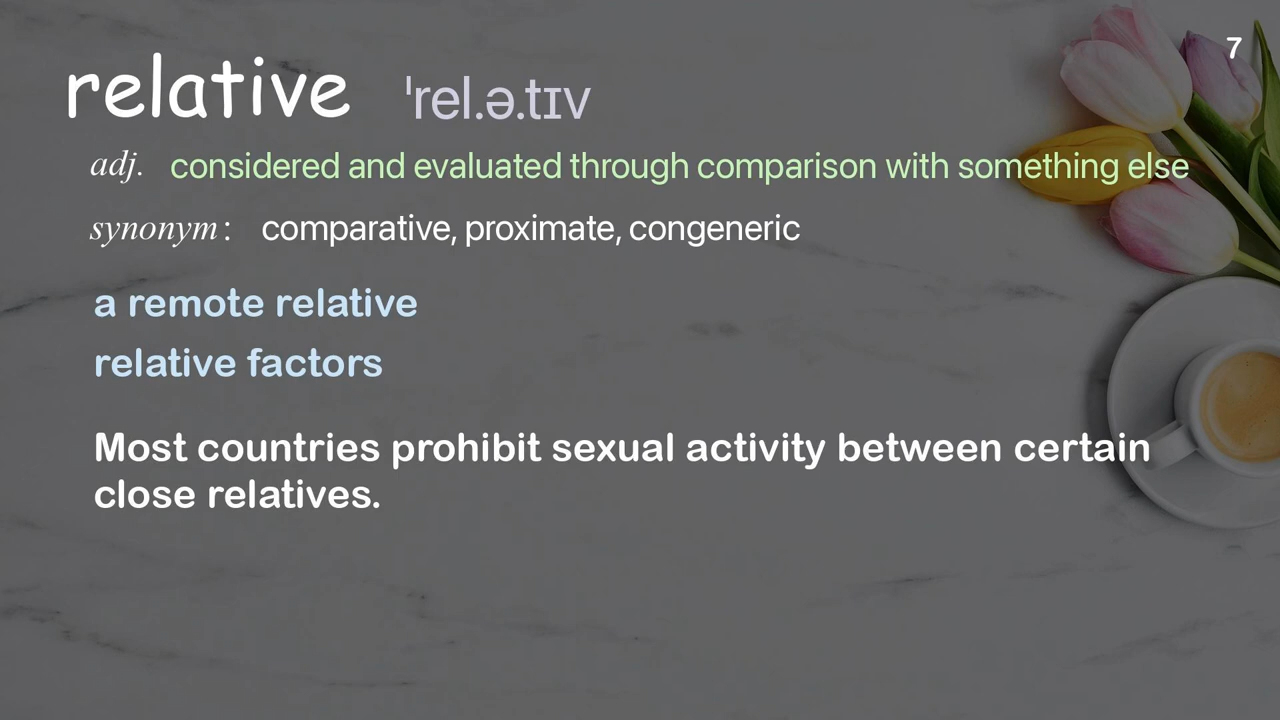 7
relative ˈrel.ə.tɪv
adj. considered and evaluated through comparison with something else
synonym: comparative, proximate, congeneric
a remote relative
relative factors
Most countries prohibit sexual activity between certain
close relatives.